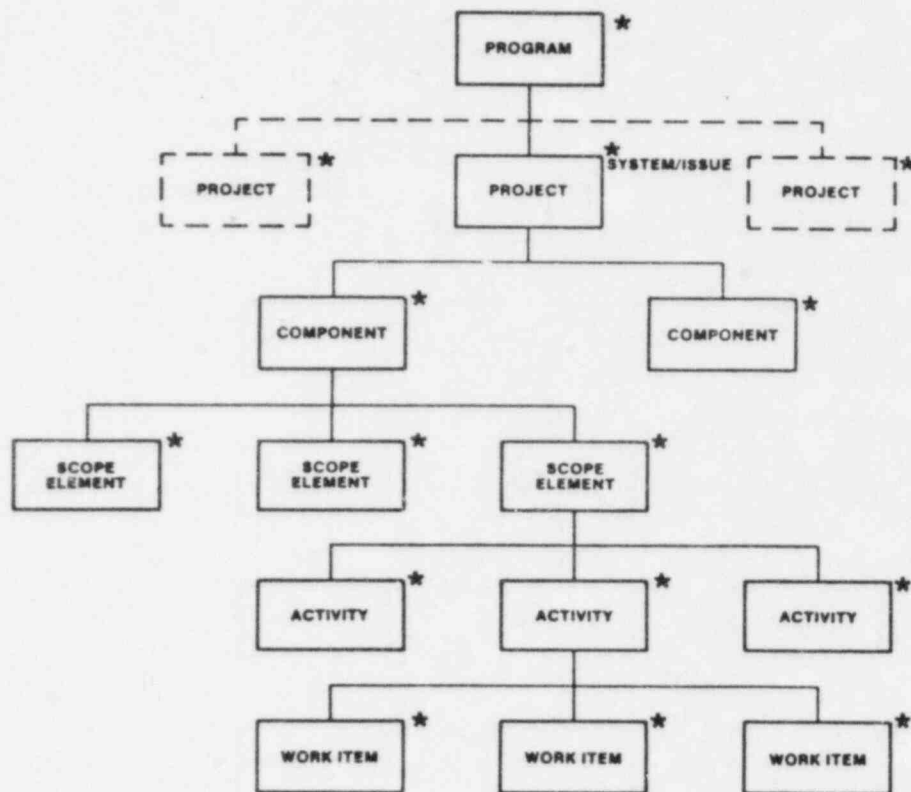 PROGRAM *
PROJECT *
* SYSTEM/ISSUE
PROJECT
PROJECT *
COMPONENT *
COMPONENT *
SCOPE
ELEMENT *
SCOPE
ELEMENT *
SCOPE
ELEMENT *
ACTIVITY *
ACTIVITY *
ACTIVITY *
WORK ITEM *
WORK ITEM *
WORK ITEM *